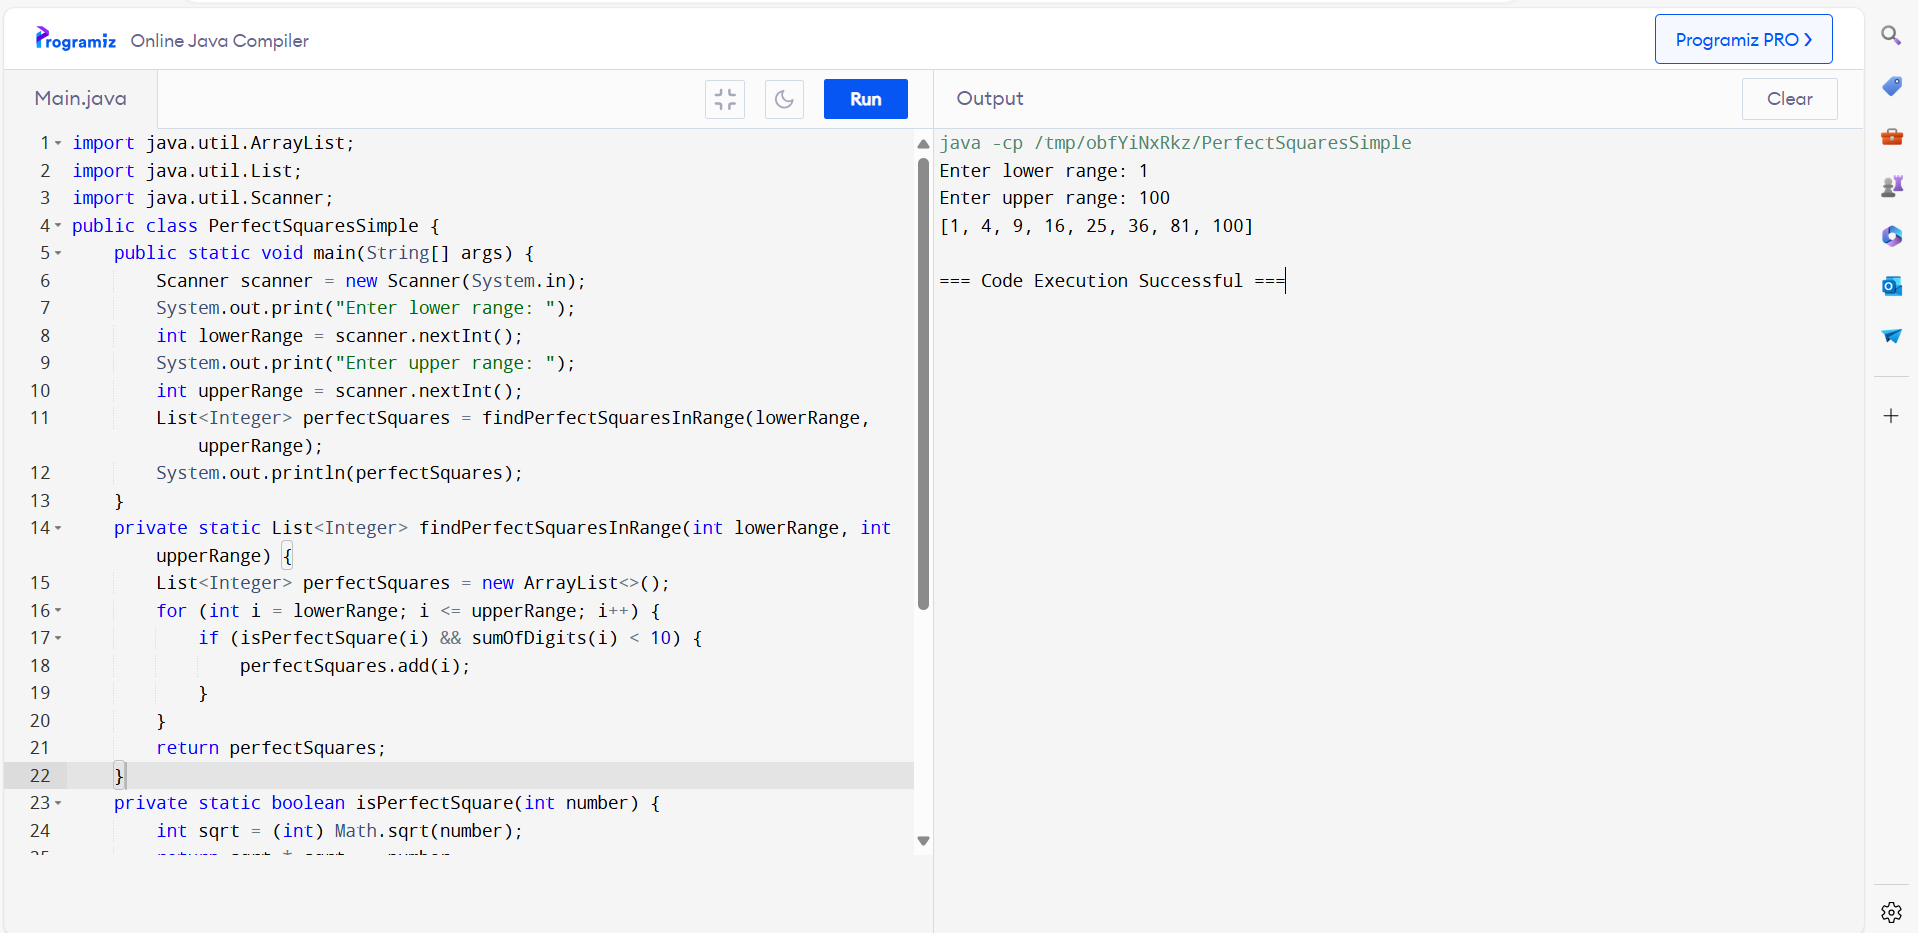 Programiz Online Java Compiler
Programiz PRO
Main.java
Run
Output
Clear
1 import java.util.ArrayList;
2 import java.util.List;
3 import java.util.Scanner;
4 public class PerfectSquaresSimple {
5 public static void main(String[] args) {
6 Scanner scanner = new Scanner(System.in);
7 System.out.print("Enter lower range: ");
8 int lowerRange = scanner.nextInt();
9 System.out.print("Enter upper range: ");
10 int upperRange = scanner.nextInt();
11 List<Integer> perfectSquares = findPerfectSquaresInRange(lowerRange,
upperRange);
12 System.out.println(perfectSquares);
13 }
14 private static List<Integer> findPerfectSquaresInRange(int lowerRange, int
upperRange) {
15 List<Integer> perfectSquares = new ArrayList<>();
16 for (int i = lowerRange; i <= upperRange; i++) {
17 if (isPerfectSquare(i) && sumOfDigits(i) < 10) {
18 perfectSquares.add(i);
19 }
20 }
21 return perfectSquares;
22 }
23 private static boolean isPerfectSquare(int number) {
24 int sqrt = (int) Math.sqrt(number);
java -cp /tmp/obfYiNxRkz/PerfectSquaresSimple
Enter lower range: 1
Enter upper range: 100
[1, 4, 9, 16, 25, 36, 81, 100]
=== Code Execution Successful ===